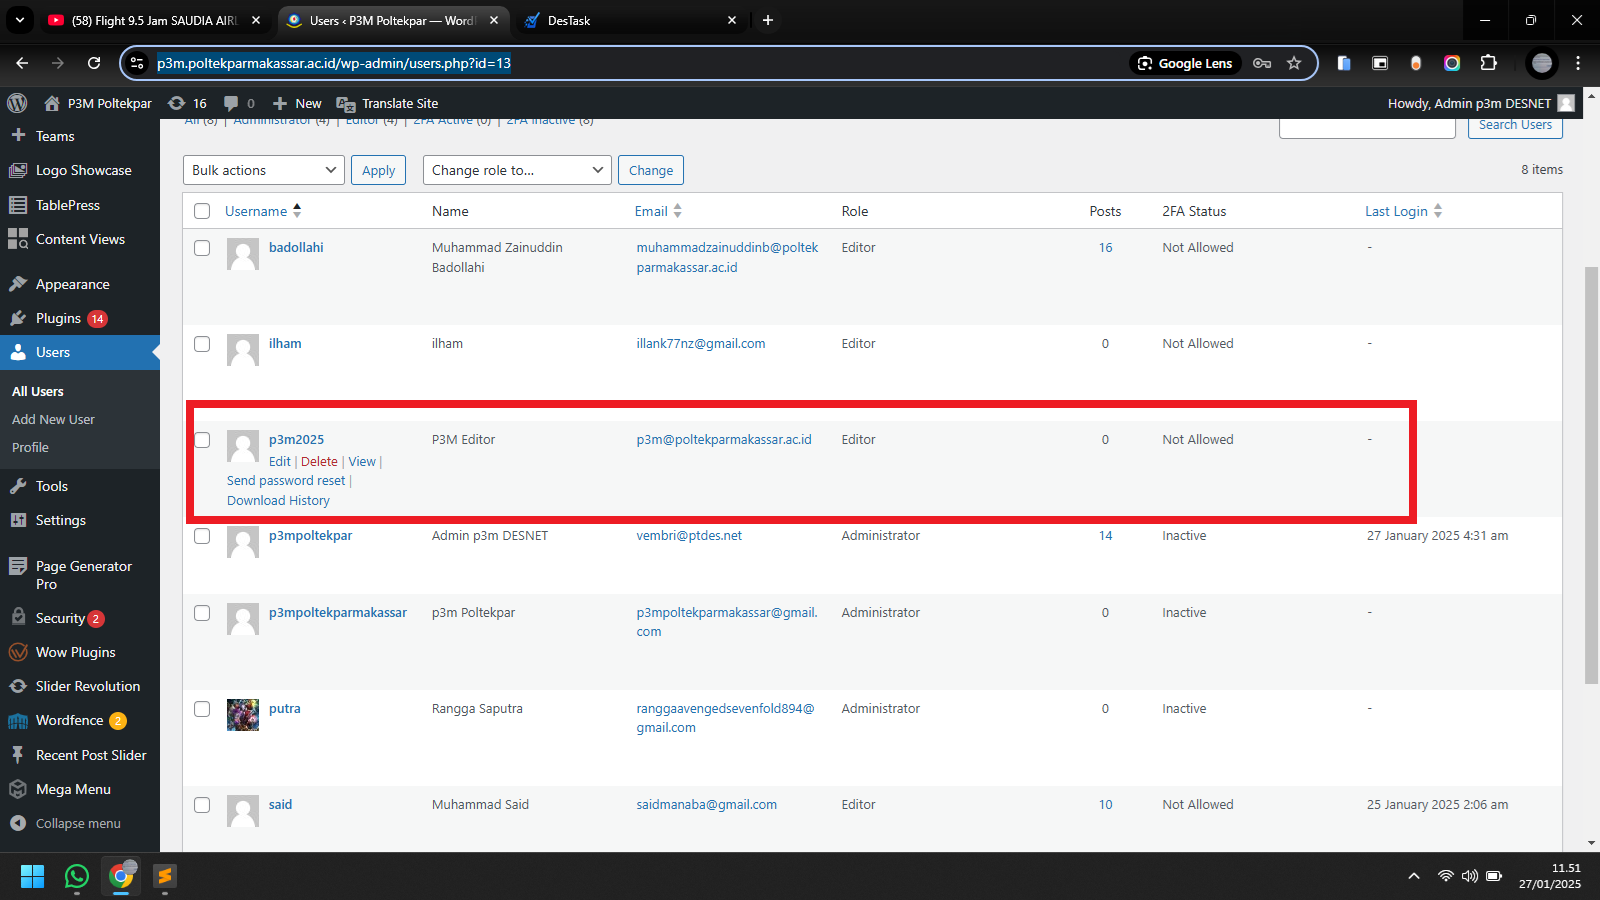 (58) Flight 9.5 Jam SAUDIA AIRL
Users ‹ P3M Poltekpar — Word
DesTask
p3m.poltekparmakassar.ac.id/wp-admin/users.php?id=13
Google Lens
P3M Poltekpar
16
0
New
Translate Site
Howdy, Admin p3m DESNET
Teams
Logo Showcase
TablePress
Content Views
Appearance
Plugins 14
Users
All Users
Add New User
Profile
Tools
Settings
Page Generator
Pro
Security 2
Wow Plugins
Slider Revolution
Wordfence 2
Recent Post Slider
Mega Menu
Collapse menu
All (8) | Administrator (4) | Editor (4) | 2FA Active (0) | 2FA Inactive (8)
Search Users
Bulk actions
Apply
Change role to...
Change
8 items
Username Name Email Role Posts 2FA Status Last Login
badollahi Muhammad Zainuddin muhammadzainuddinb@poltek Editor 16 Not Allowed -
Badollahi parmakassar.ac.id
ilham ilham illank77nz@gmail.com Editor 0 Not Allowed -
p3m2025 P3M Editor p3m@poltekparmakassar.ac.id Editor 0 Not Allowed -
Edit | Delete | View |
Send password reset |
Download History
p3mpoltekpar Admin p3m DESNET vembri@ptdes.net Administrator 14 Inactive 27 January 2025 4:31 am
p3mpoltekparmakassar p3m Poltekpar p3mpoltekparmakassar@gmail. Administrator 0 Inactive -
com
putra Rangga Saputra ranggaavengedsevenfold894@ Administrator 0 Inactive -
gmail.com
said Muhammad Said saidmanaba@gmail.com Editor 10 Not Allowed 25 January 2025 2:06 am
11.51
27/01/2025